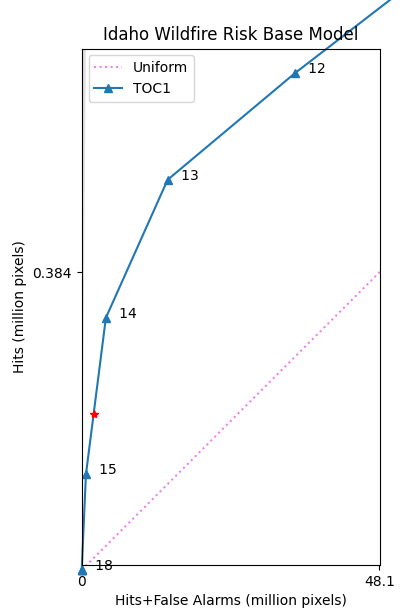 Idaho Wildfire Risk Base Model
Uniform
TOC1
12
13
0.384
14
15
18
0
48.1
Hits (million pixels)
Hits+False Alarms (million pixels)